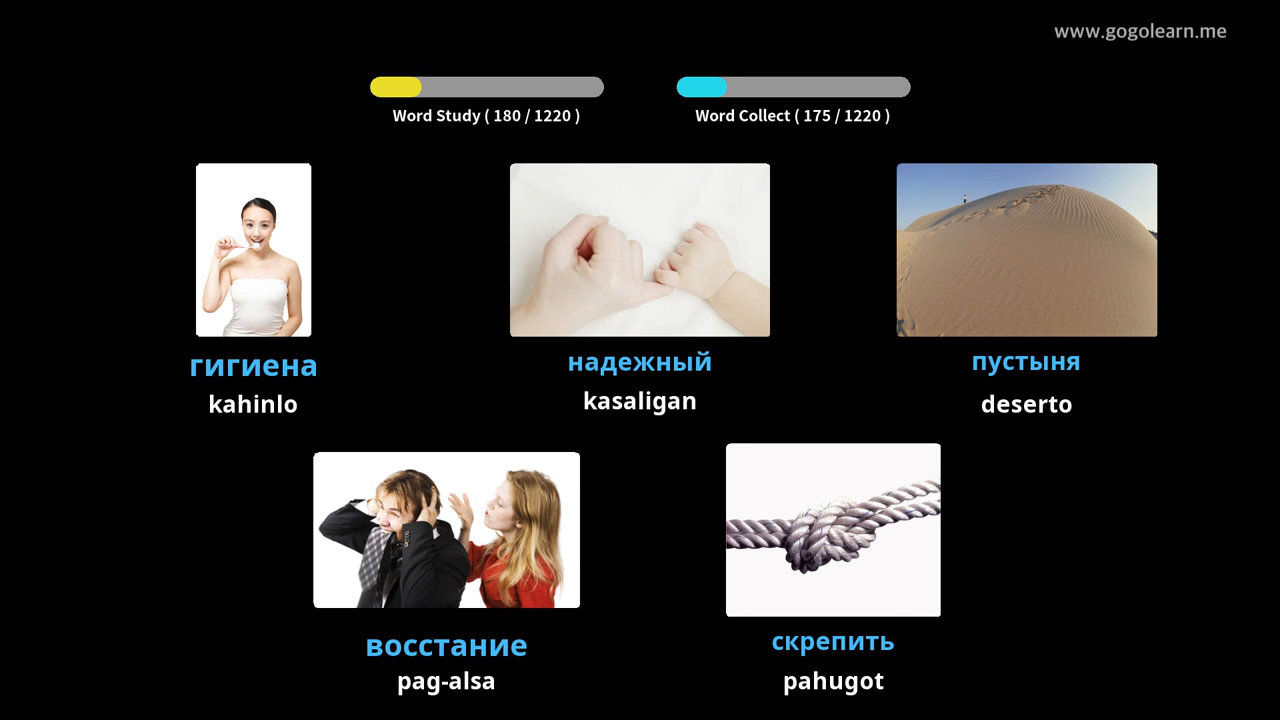 www.gogolearn.me
Word Study ( 180 / 1220 )
Word Collect ( 175 / 1220 )
гигиена
kahinlo
надежный
kasaligan
пустыня
deserto
восстание
pag-alsa
скрепить
pahugot